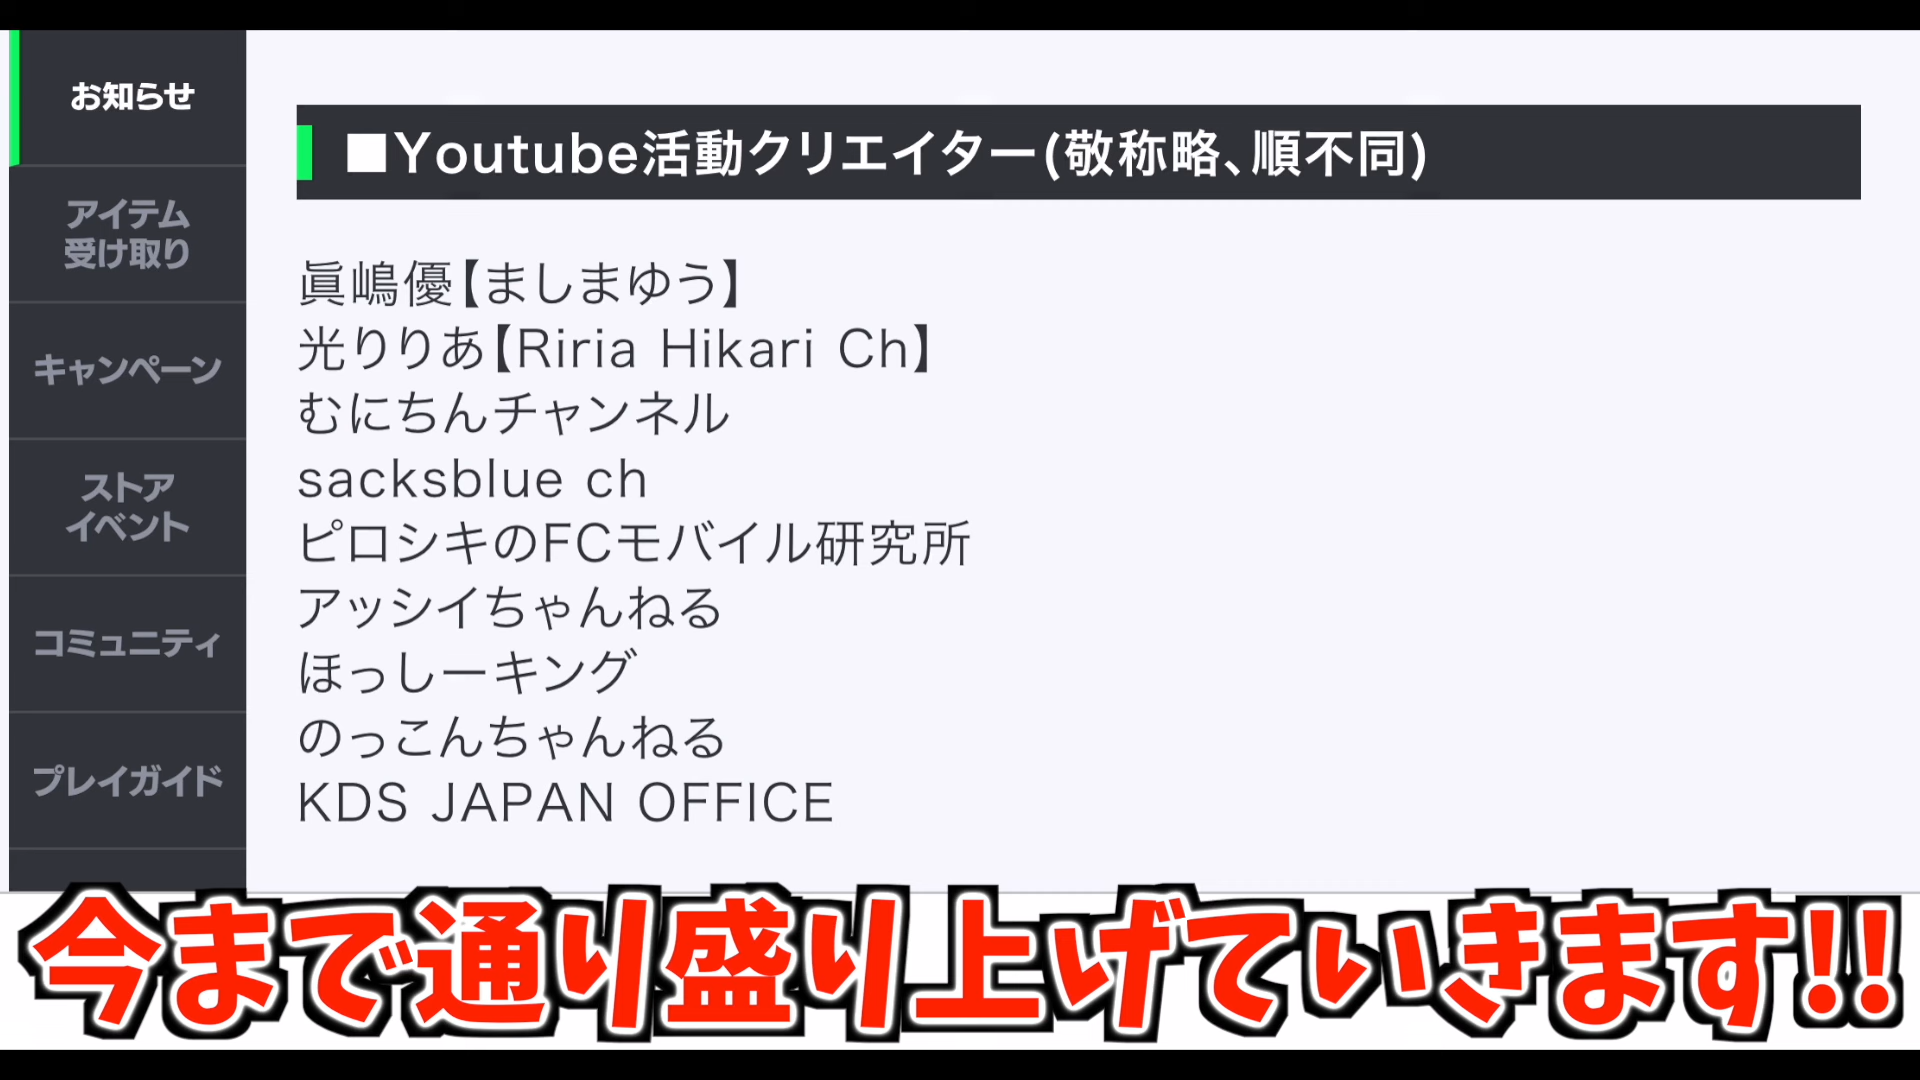 お知らせ
アイテム
受け取り
キャンペーン
ストア
イベント
コミュニティ
プレイガイド
■Youtube活動クリエイター(敬称略、順不同)
眞嶋優【ましまゆう】
光りりあ【Riria Hikari Ch】
むにちんチャンネル
sacksblue ch
ピロシキのFCモバイル研究所
アッシイちゃんねる
ほっしーキング
のっこんちゃんねる
KDS JAPAN OFFICE
今まで通り盛り上げていきます!!